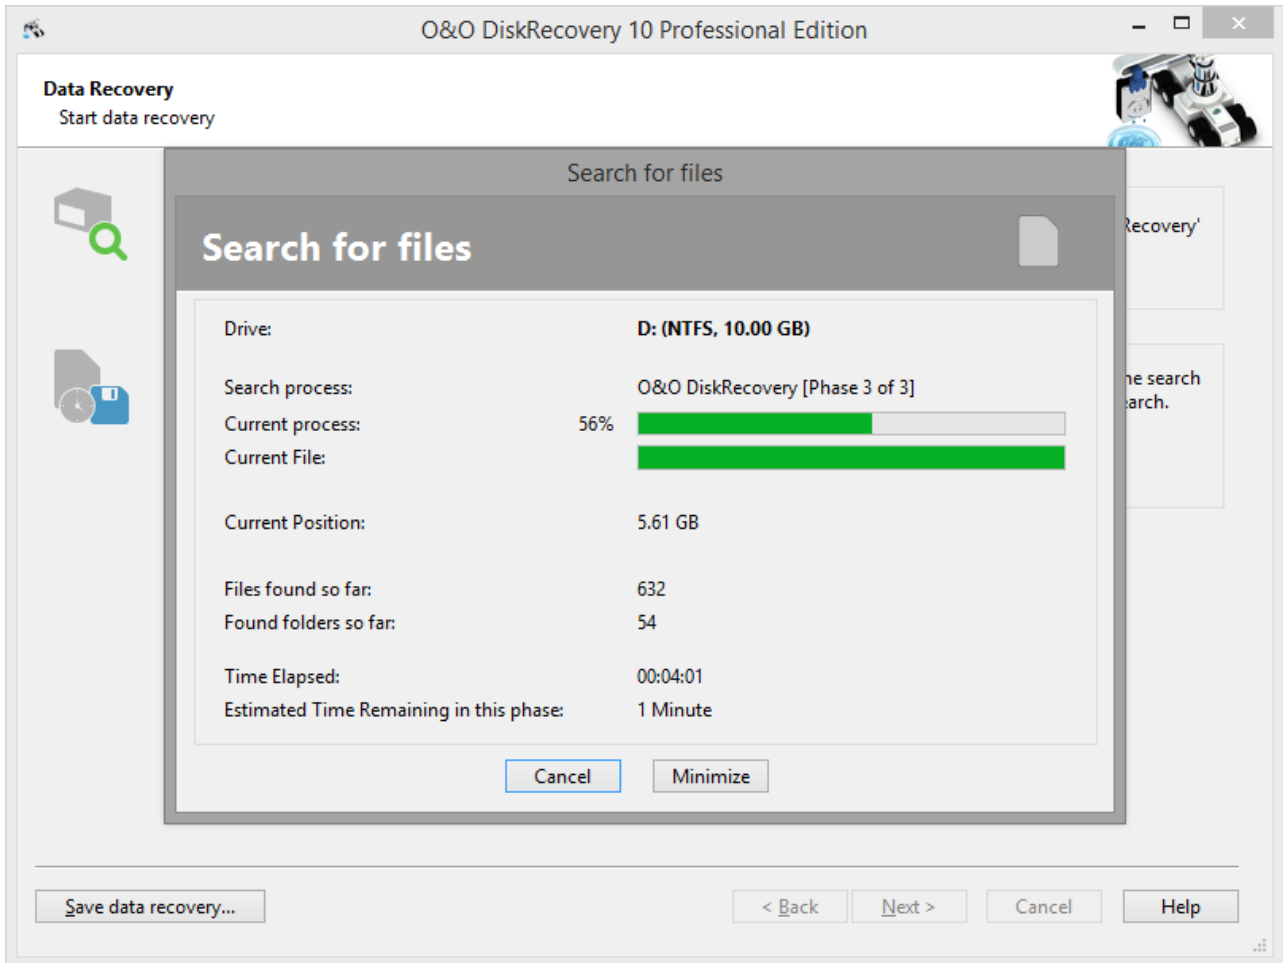 O&O DiskRecovery 10 Professional Edition
Data Recovery
Start data recovery
Search for files
Search for files
Recovery'
Drive: D: (NTFS, 10.00 GB)
he search
earch.
Search process: O&O DiskRecovery [Phase 3 of 3]
Current process: 56%
Current File:
Current Position: 5.61 GB
Files found so far: 632
Found folders so far: 54
Time Elapsed: 00:04:01
Estimated Time Remaining in this phase: 1 Minute
Cancel Minimize
Save data recovery... < Back Next > Cancel Help